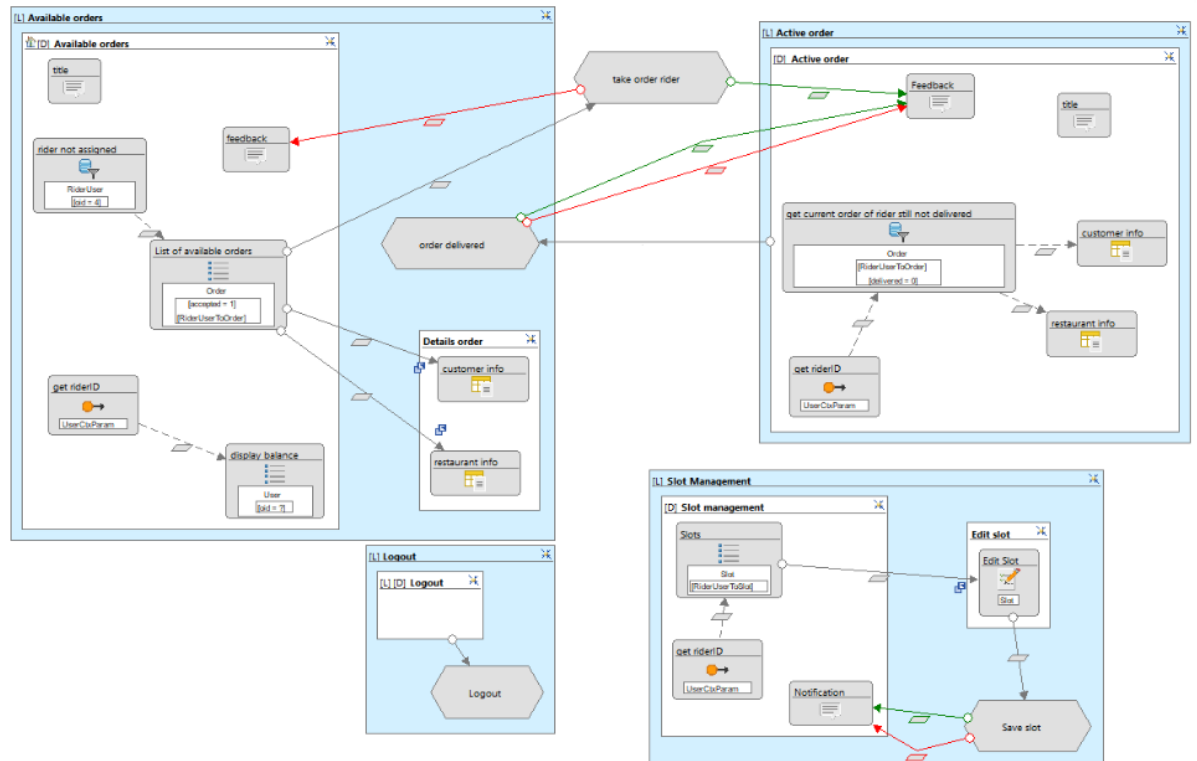 [L] Available orders
[D] Available orders
title
feedback
rider not assigned
RiderUser
[oid = 4]
List of available orders
Order
[accepted = 1]
[RiderUserToOrder]
get riderID
UserCtxParam
display balance
User
[oid = ?]
Details order
customer info
restaurant info
take order rider
order delivered
[L] Active order
[D] Active order
Feedback
title
get current order of rider still not delivered
Order
[RiderUserToOrder]
[delivered = 0]
customer info
restaurant info
get riderID
UserCtxParam
[L] Logout
[L] [D] Logout
Logout
[L] Slot Management
[D] Slot management
Slots
Slot
[RiderUserToSlot]
get riderID
UserCtxParam
Notification
Edit slot
Edit Slot
Slot
Save slot